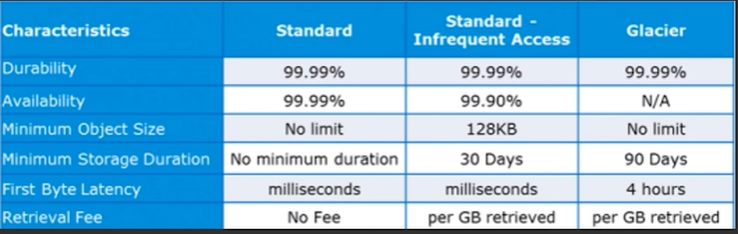 Characteristics Standard Standard - Infrequent Access Glacier
Durability 99.99% 99.99% 99.99%
Availability 99.99% 99.90% N/A
Minimum Object Size No limit 128KB No limit
Minimum Storage Duration No minimum duration 30 Days 90 Days
First Byte Latency milliseconds milliseconds 4 hours
Retrieval Fee No Fee per GB retrieved per GB retrieved